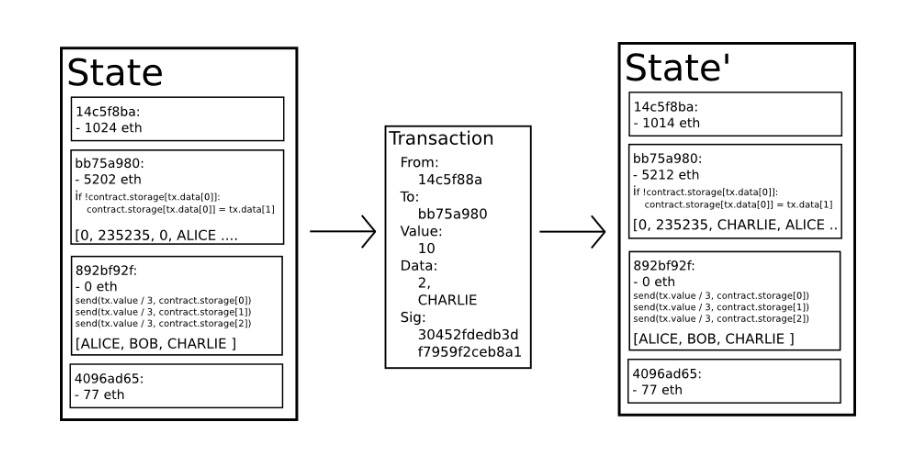 State
14c5f8ba:
- 1024 eth
bb75a980:
- 5202 eth
if !contract.storage[tx.data[0]]:
contract.storage[tx.data[0]] = tx.data[1]
[0, 235235, 0, ALICE ....
892bf92f:
- 0 eth
send(tx.value / 3, contract.storage[0])
send(tx.value / 3, contract.storage[1])
send(tx.value / 3, contract.storage[2])
[ALICE, BOB, CHARLIE ]
4096ad65:
- 77 eth
Transaction
From:
14c5f88a
To:
bb75a980
Value:
10
Data:
2,
CHARLIE
Sig:
30452fdedb3d
f7959f2ceb8a1
State'
14c5f8ba:
- 1014 eth
bb75a980:
- 5212 eth
if !contract.storage[tx.data[0]]:
contract.storage[tx.data[0]] = tx.data[1]
[0, 235235, CHARLIE, ALICE ..
892bf92f:
- 0 eth
send(tx.value / 3, contract.storage[0])
send(tx.value / 3, contract.storage[1])
send(tx.value / 3, contract.storage[2])
[ALICE, BOB, CHARLIE ]
4096ad65:
- 77 eth